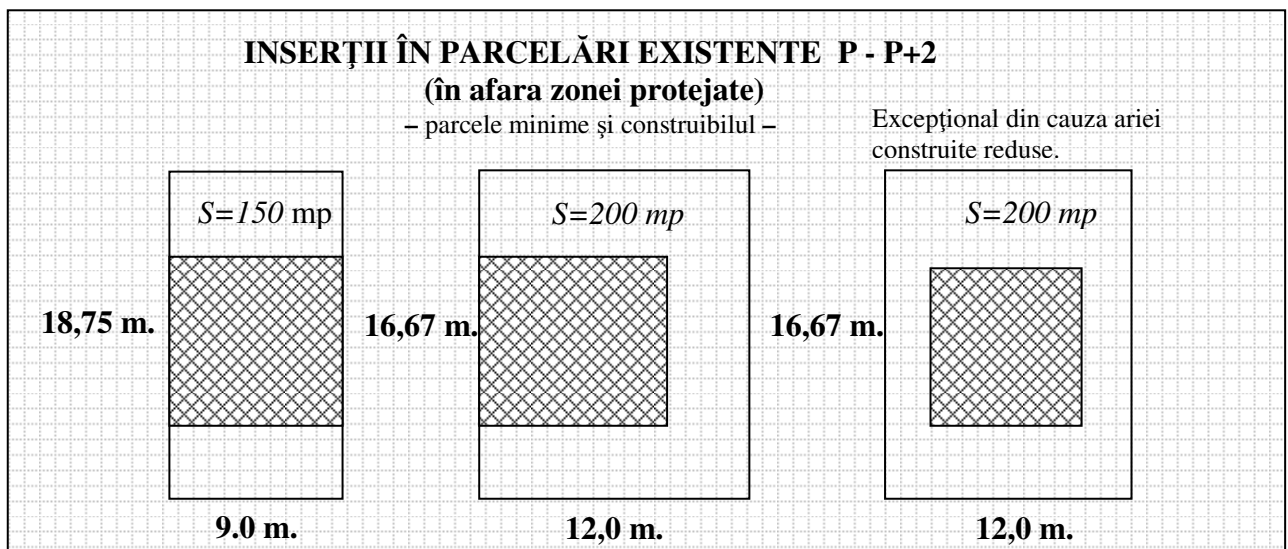 INSERŢII ÎN PARCELĂRI EXISTENTE P - P+2
(în afara zonei protejate)
– parcele minime şi construibilul –
Excepţional din cauza ariei
construite reduse.
S=150 mp
S=200 mp
S=200 mp
18,75 m.
16,67 m.
16,67 m.
9.0 m.
12,0 m.
12,0 m.